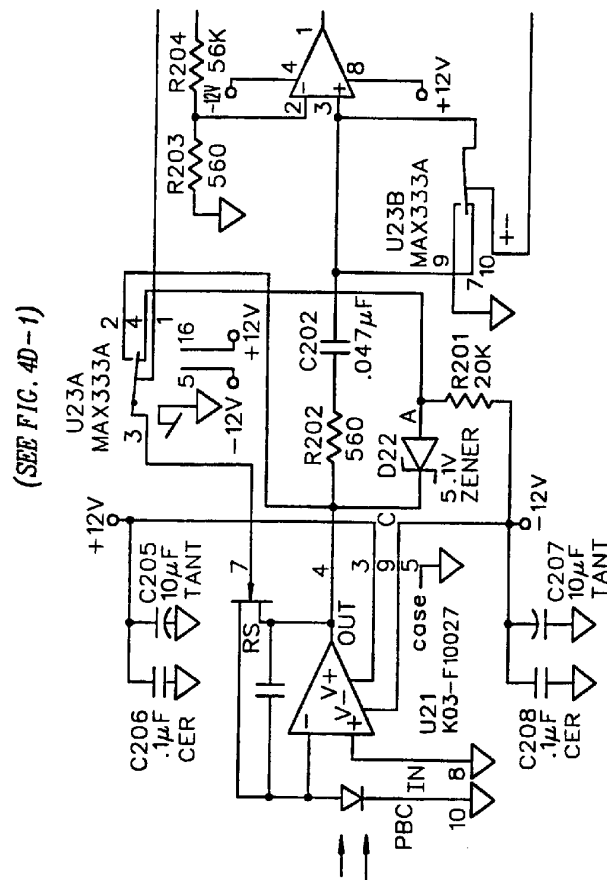 (SEE FIG. 4D-1)
U23A
MAX333A
2
4
1
3
5
16
-12V
+12V
R203
560
R204
56K
-12V
4
2
-
3
+
8
1
+12V
C202
.047µF
R202
560
U23B
MAX333A
9
7
10
+-
A
R201
20K
D22
5.1V
ZENER
C
-12V
+12V
C205
10µF
TANT
C206
.1µF
CER
7
RS
4
OUT
3
9
5
case
V+
V-
-
+
U21
K03-F10027
PBC
IN
10
8
C207
10µF
TANT
C208
.1µF
CER